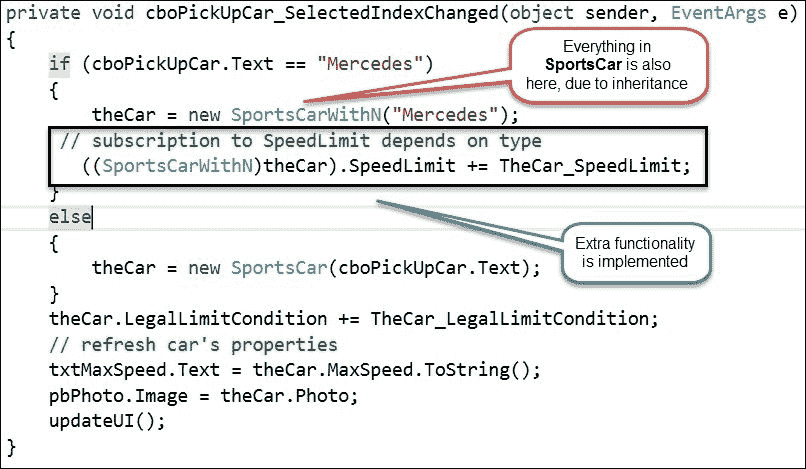 private void cboPickUpCar_SelectedIndexChanged(object sender, EventArgs e)
{
if (cboPickUpCar.Text == "Mercedes")
{
Everything in
SportsCar is also
here, due to inheritance
theCar = new SportsCarWithN("Mercedes");
// subscription to SpeedLimit depends on type
((SportsCarWithN)theCar).SpeedLimit += TheCar_SpeedLimit;
}
else
{
Extra functionality
is implemented
theCar = new SportsCar(cboPickUpCar.Text);
}
theCar.LegalLimitCondition += TheCar_LegalLimitCondition;
// refresh car's properties
txtMaxSpeed.Text = theCar.MaxSpeed.ToString();
pbPhoto.Image = theCar.Photo;
updateUI();
}